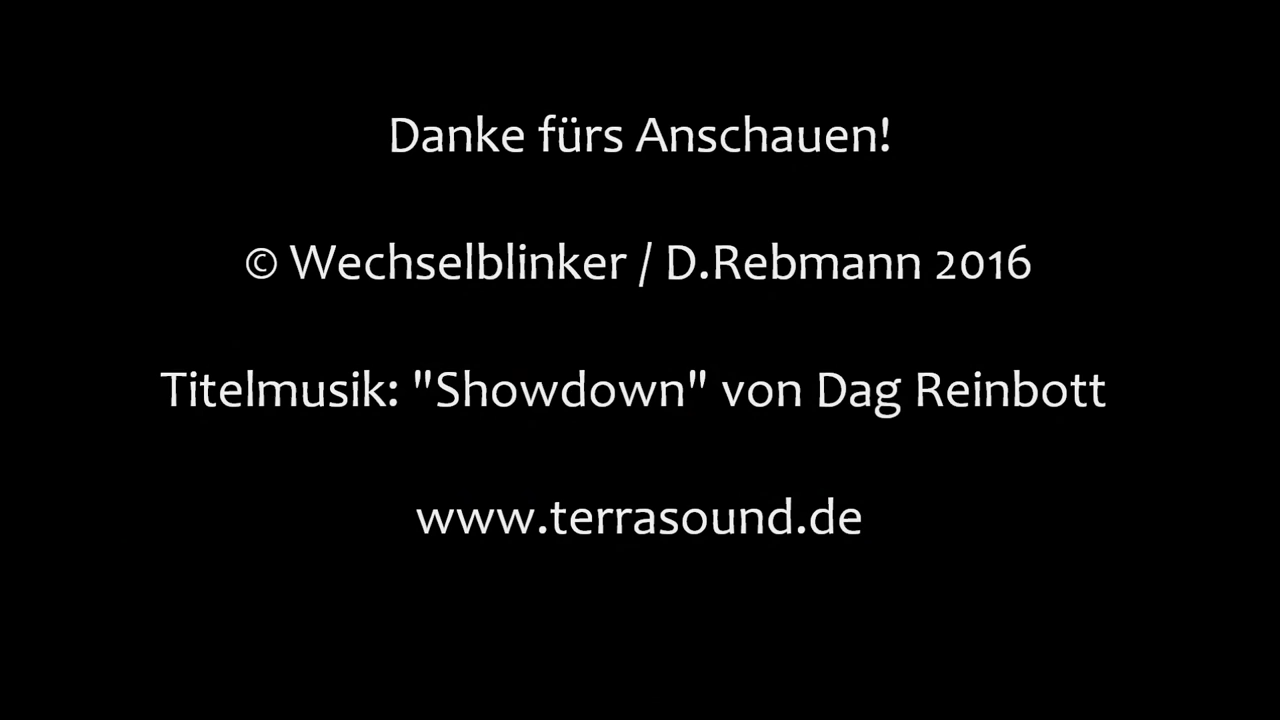 Danke fürs Anschauen!
© Wechselblinker / D.Rebmann 2016
Titelmusik: "Showdown" von Dag Reinbott
www.terrasound.de